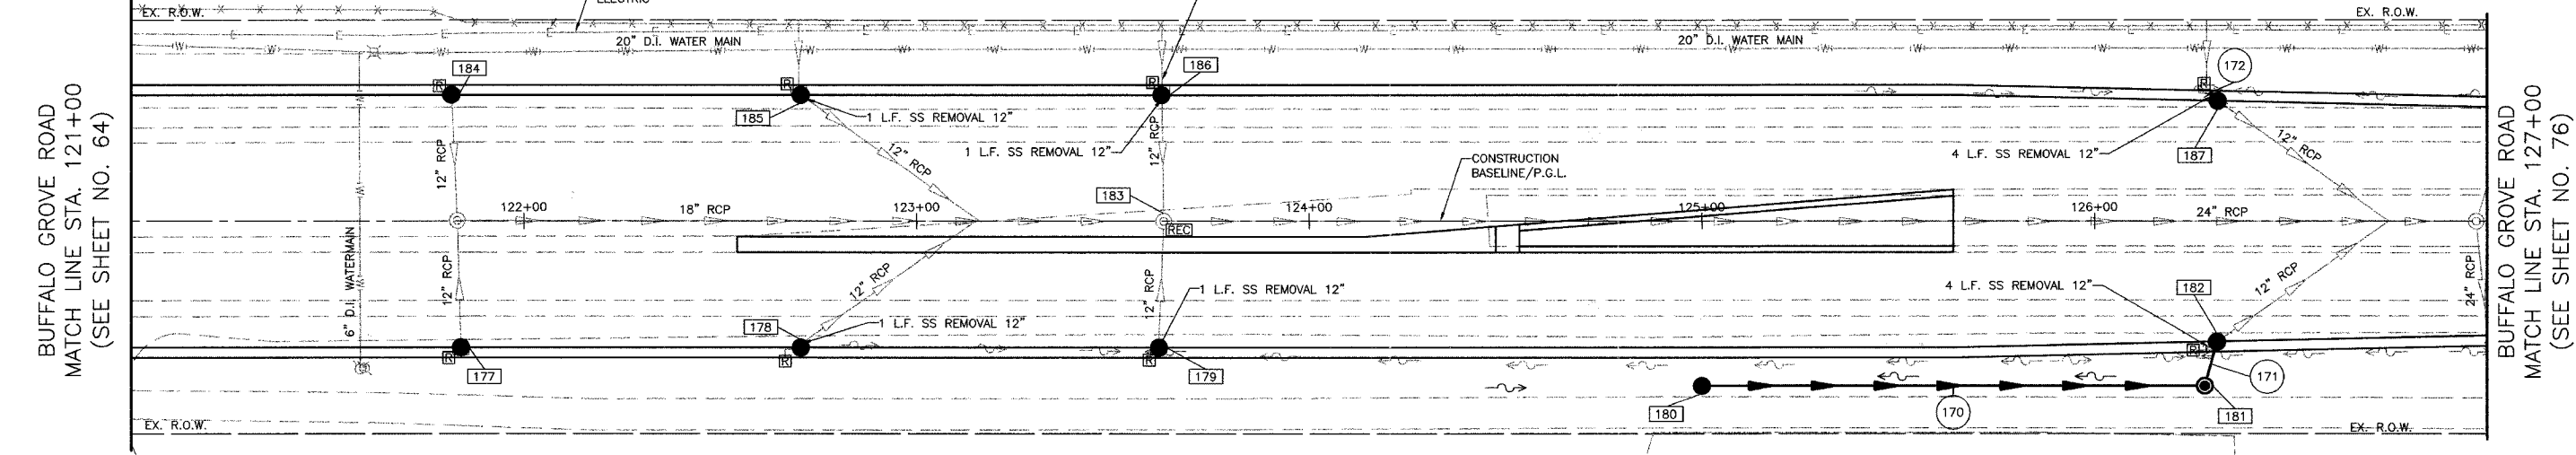 BUFFALO GROVE ROAD
MATCH LINE STA. 121+00
(SEE SHEET NO. 64)
EX. R.O.W.
ELECTRIC
20" D.I. WATER MAIN
20" D.I. WATER MAIN
EX. R.O.W.
184
R
R
R
186
R
172
185
1 L.F. SS REMOVAL 12"
1 L.F. SS REMOVAL 12"
12" RCP
12" RCP
12" RCP
CONSTRUCTION
BASELINE/P.G.L.
4 L.F. SS REMOVAL 12"
187
12" RCP
183
REC
122+00
18" RCP
123+00
124+00
125+00
126+00
24" RCP
6" D.I. WATERMAIN
12" RCP
12" RCP
12" RCP
1 L.F. SS REMOVAL 12"
4 L.F. SS REMOVAL 12"
182
12" RCP
24" RCP
178
1 L.F. SS REMOVAL 12"
R
177
R
R
179
R
171
180
170
181
EX. R.O.W.
EX. R.O.W.
BUFFALO GROVE ROAD
MATCH LINE STA. 127+00
(SEE SHEET NO. 76)